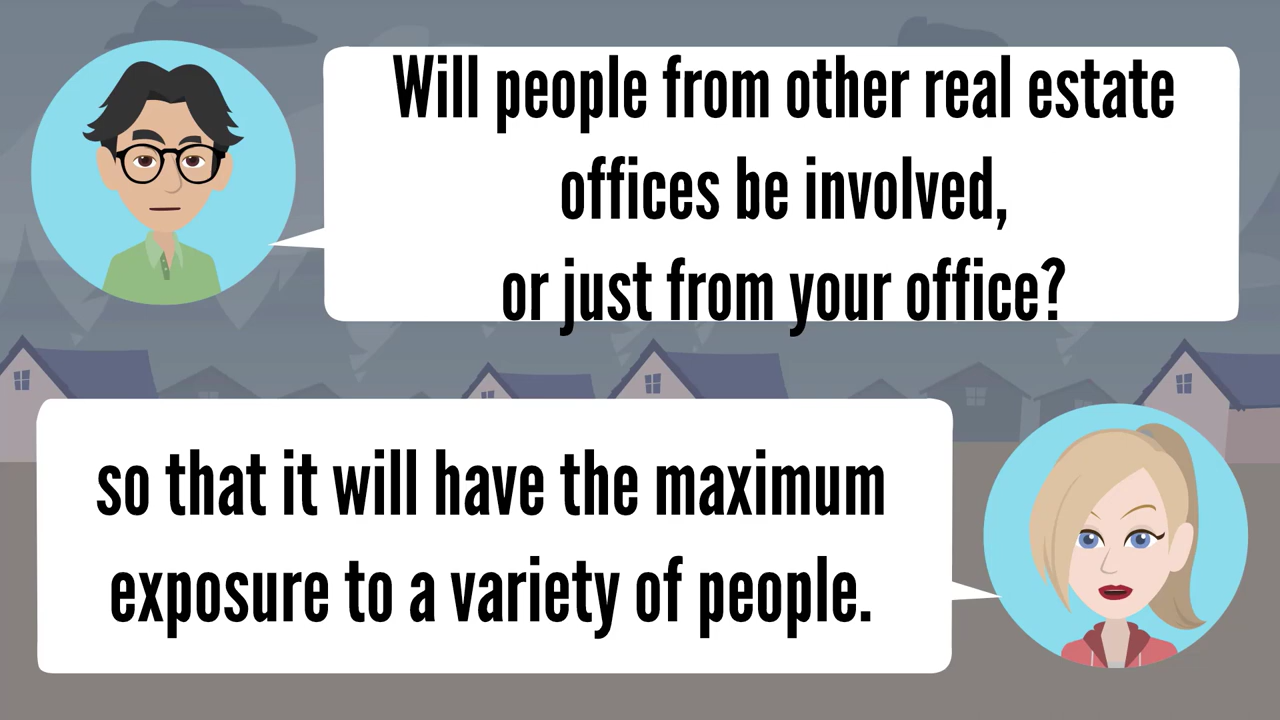 Will people from other real estate
offices be involved,
or just from your office?
so that it will have the maximum
exposure to a variety of people.